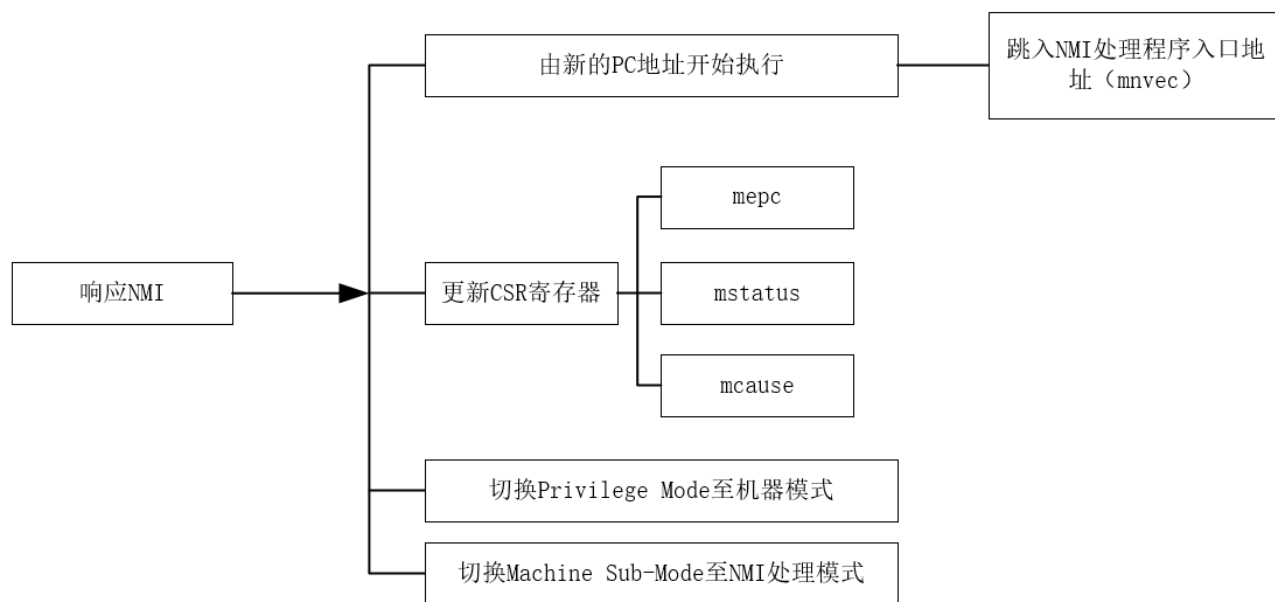 由新的PC地址开始执行
跳入NMI处理程序入口地
址（mnvec）
mepc
响应NMI
更新CSR寄存器
mstatus
mcause
切换Privilege Mode至机器模式
切换Machine Sub-Mode至NMI处理模式